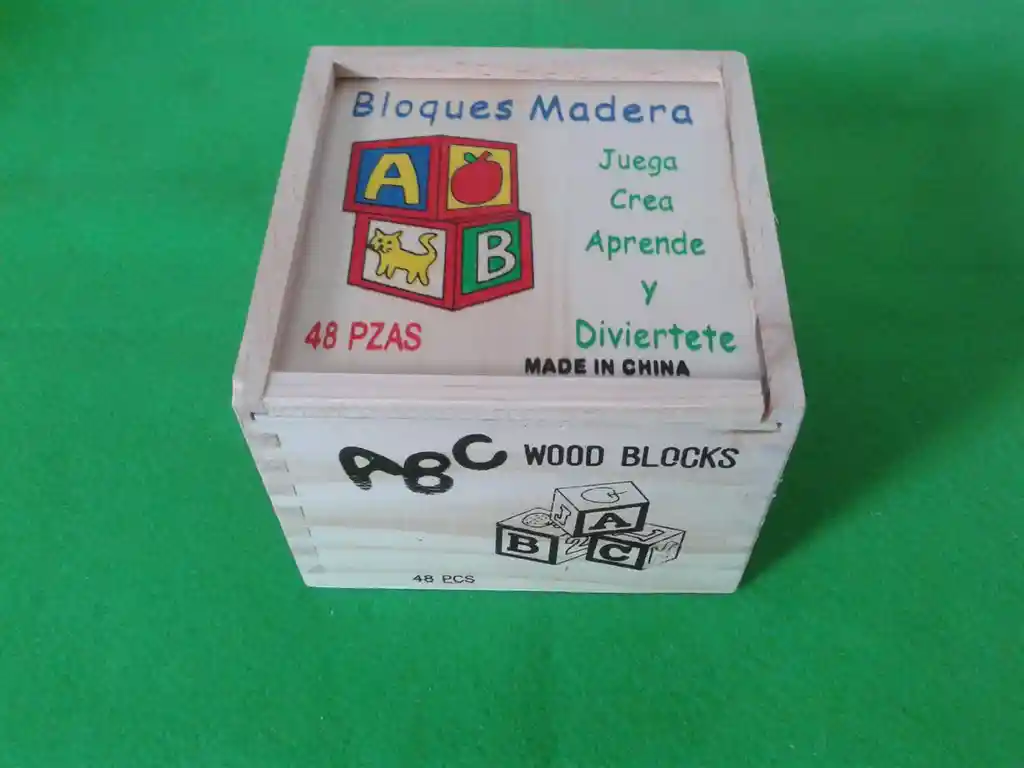 Bloques Madera
A
B
Juega
Crea
Aprende
y
Diviertete
48 PZAS
MADE IN CHINA
ABC WOOD BLOCKS
A
B
C
48 PCS